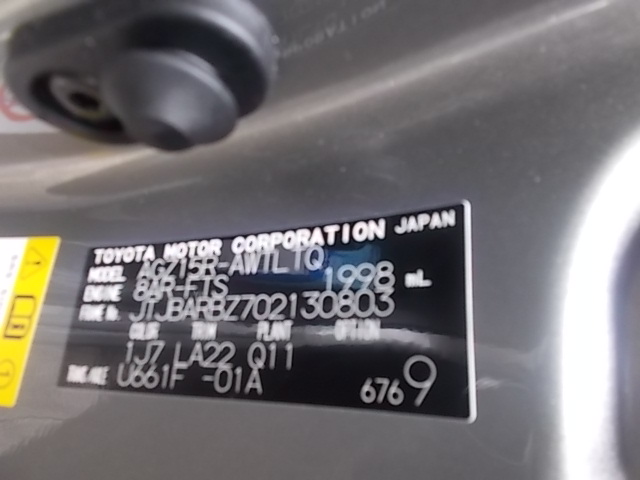 TOYOTA MOTOR CORPORATION JAPAN
MODEL AGZ15R-AWTLTQ
ENGINE 8AR-FTS 1998 mL
FRAME No. JTJBARBZ702130803
COLOR TRIM PLANT OPTION
1J7 LA22 Q11
TRANS./AXLE U661F -01A
6769